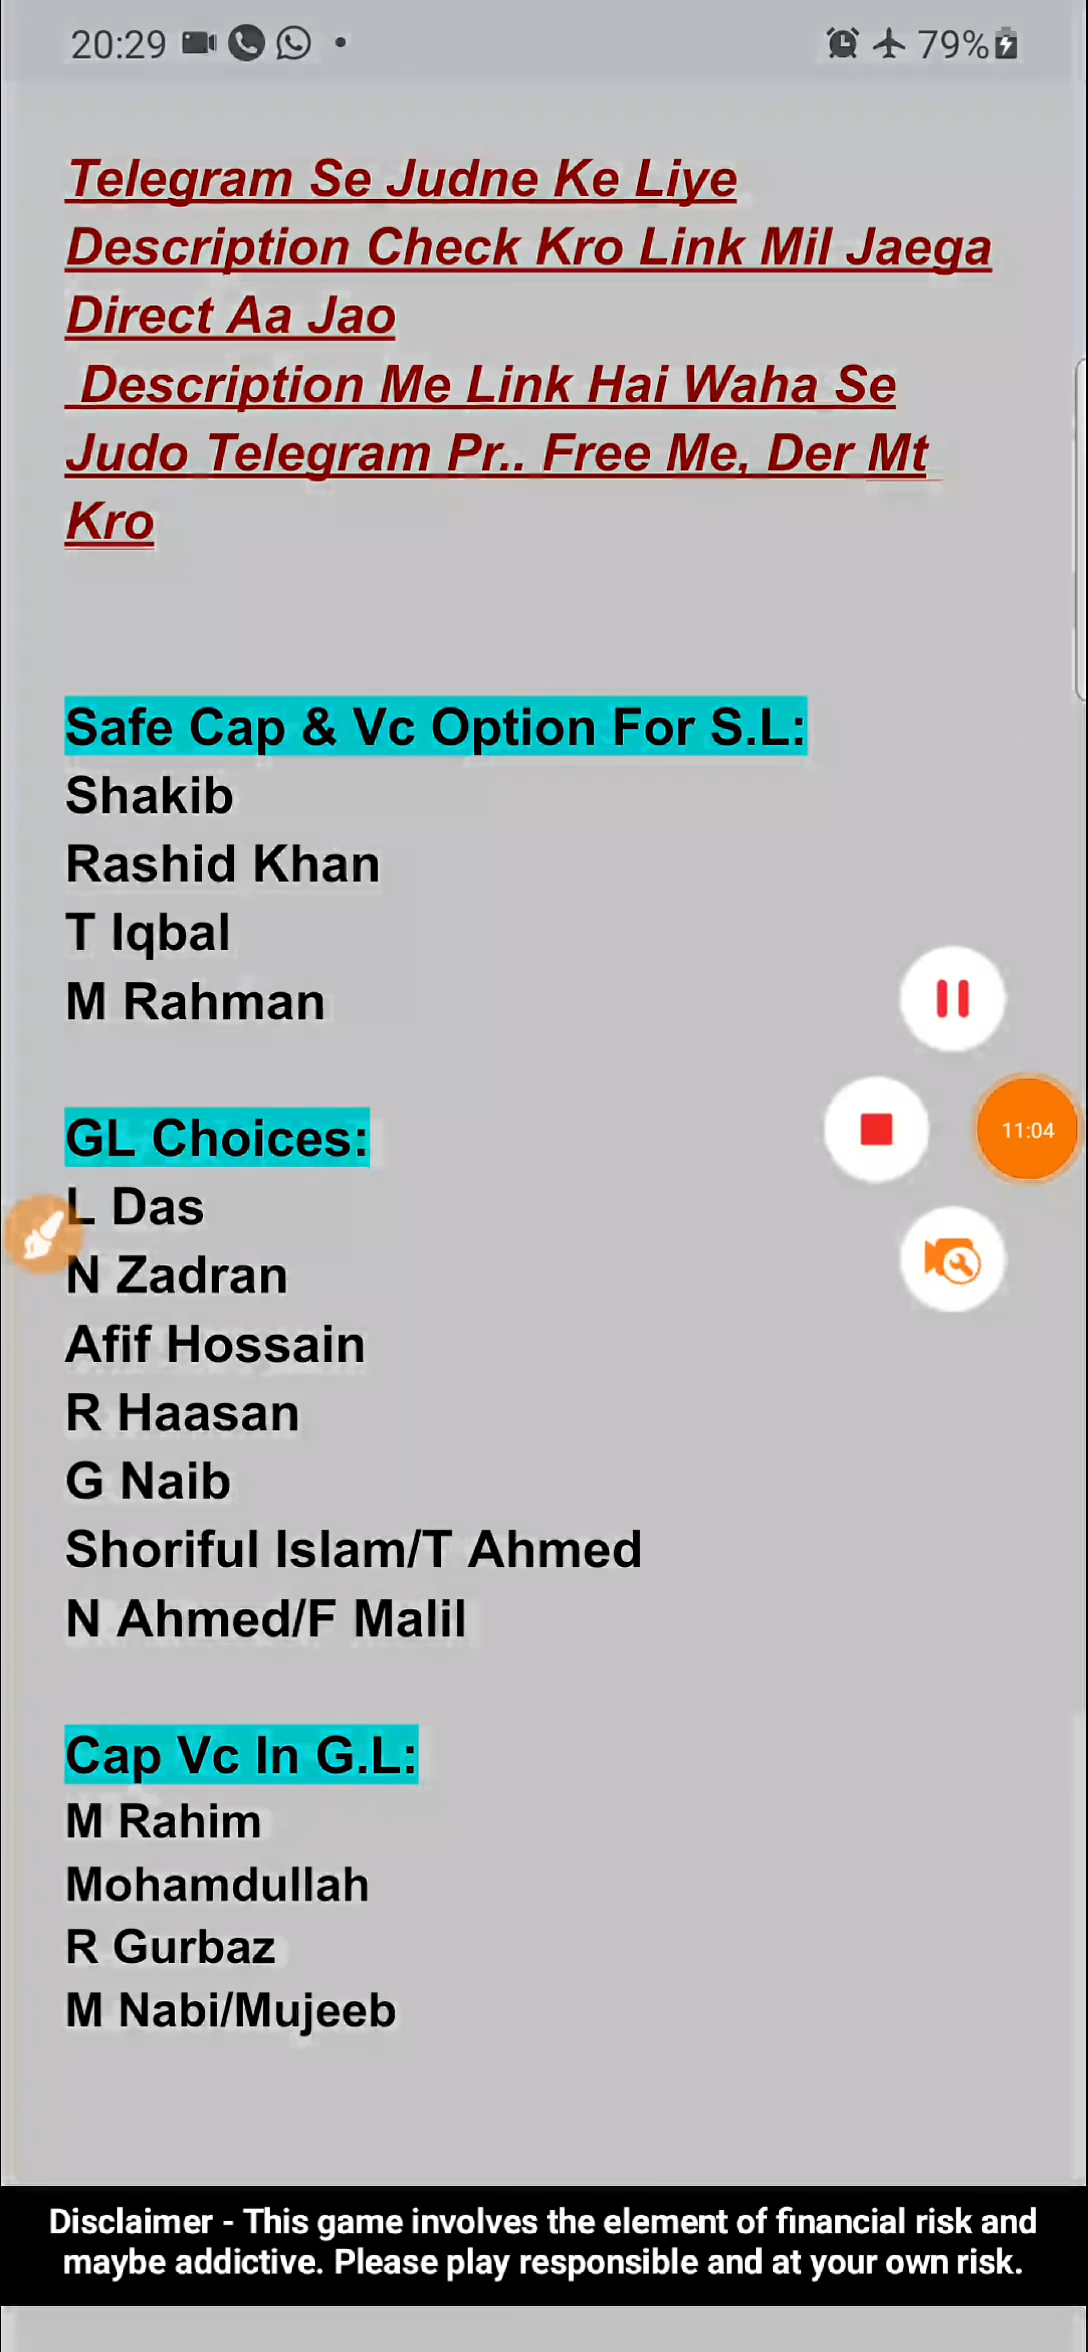 20:29
79%
Telegram Se Judne Ke Liye
Description Check Kro Link Mil Jaega
Direct Aa Jao
Description Me Link Hai Waha Se
Judo Telegram Pr.. Free Me, Der Mt
Kro
Safe Cap & Vc Option For S.L:
Shakib
Rashid Khan
T Iqbal
M Rahman
GL Choices:
L Das
N Zadran
Afif Hossain
R Haasan
G Naib
Shoriful Islam/T Ahmed
N Ahmed/F Malil
11:04
Cap Vc In G.L:
M Rahim
Mohamdullah
R Gurbaz
M Nabi/Mujeeb
Disclaimer - This game involves the element of financial risk and
maybe addictive. Please play responsible and at your own risk.